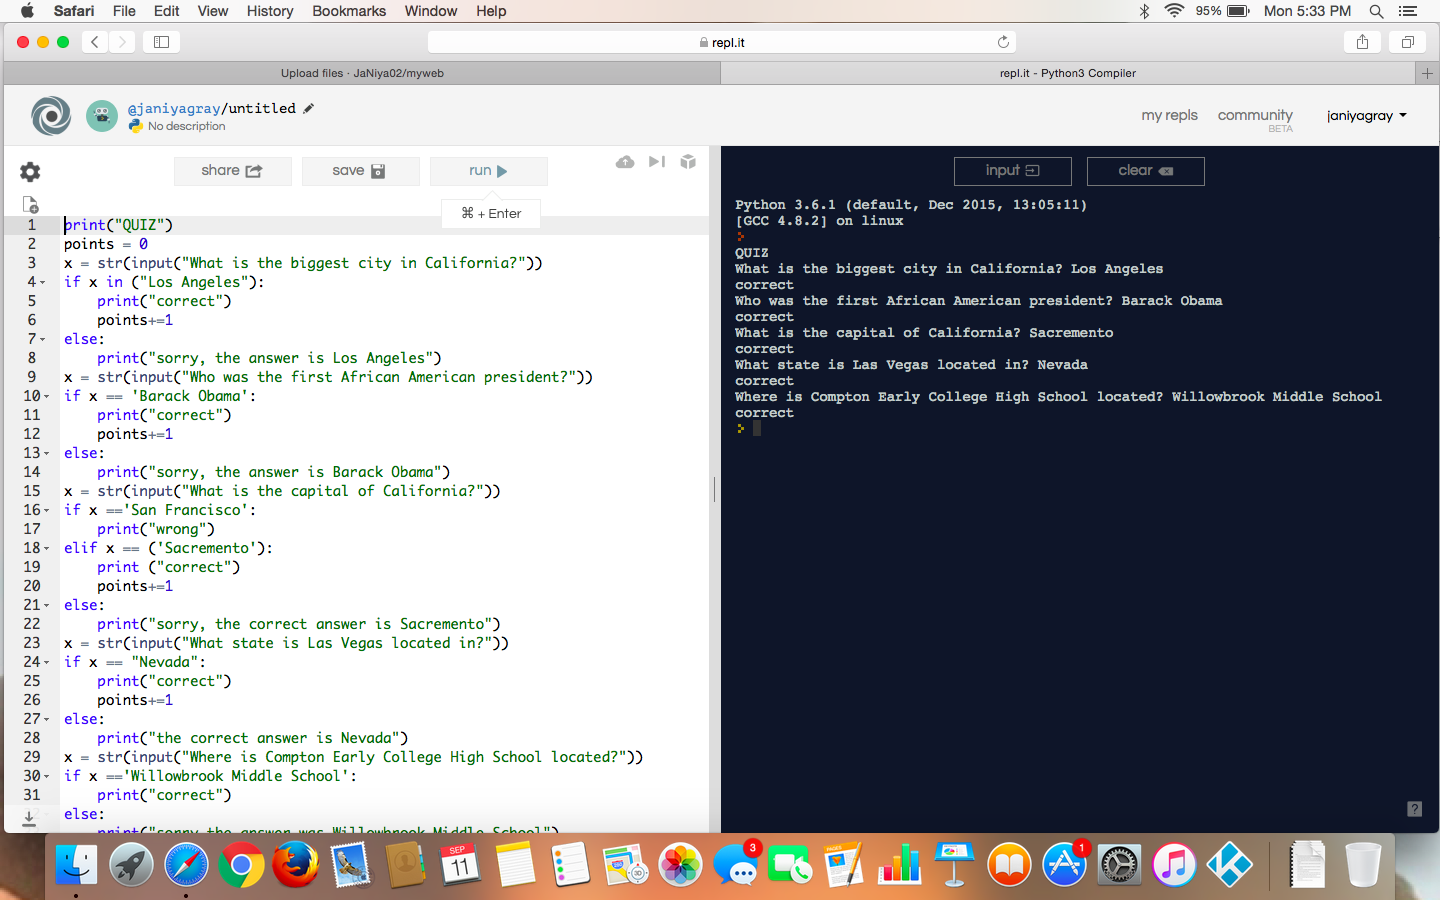 Safari File Edit View History Bookmarks Window Help 95% Mon 5:33 PM
repl.it
Upload files · JaNiya02/myweb
repl.it - Python3 Compiler
@janiyagray/untitled
No description
my repls community janiyagray
BETA
share save run
⌘ + Enter
input clear
1 print("QUIZ")
2 points = 0
3 x = str(input("What is the biggest city in California?"))
4 if x in ("Los Angeles"):
5 print("correct")
6 points+=1
7 else:
8 print("sorry, the answer is Los Angeles")
9 x = str(input("Who was the first African American president?"))
10 if x == 'Barack Obama':
11 print("correct")
12 points+=1
13 else:
14 print("sorry, the answer is Barack Obama")
15 x = str(input("What is the capital of California?"))
16 if x =='San Francisco':
17 print("wrong")
18 elif x == ('Sacremento'):
19 print ("correct")
20 points+=1
21 else:
22 print("sorry, the correct answer is Sacremento")
23 x = str(input("What state is Las Vegas located in?"))
24 if x == "Nevada":
25 print("correct")
26 points+=1
27 else:
28 print("the correct answer is Nevada")
29 x = str(input("Where is Compton Early College High School located?"))
30 if x =='Willowbrook Middle School':
31 print("correct")
else:
print("sorry the answer was Willowbrook Middle School")
Python 3.6.1 (default, Dec 2015, 13:05:11)
[GCC 4.8.2] on linux
QUIZ
What is the biggest city in California? Los Angeles
correct
Who was the first African American president? Barack Obama
correct
What is the capital of California? Sacremento
correct
What state is Las Vegas located in? Nevada
correct
Where is Compton Early College High School located? Willowbrook Middle School
correct
?
SEP
11
PAGES
3
1